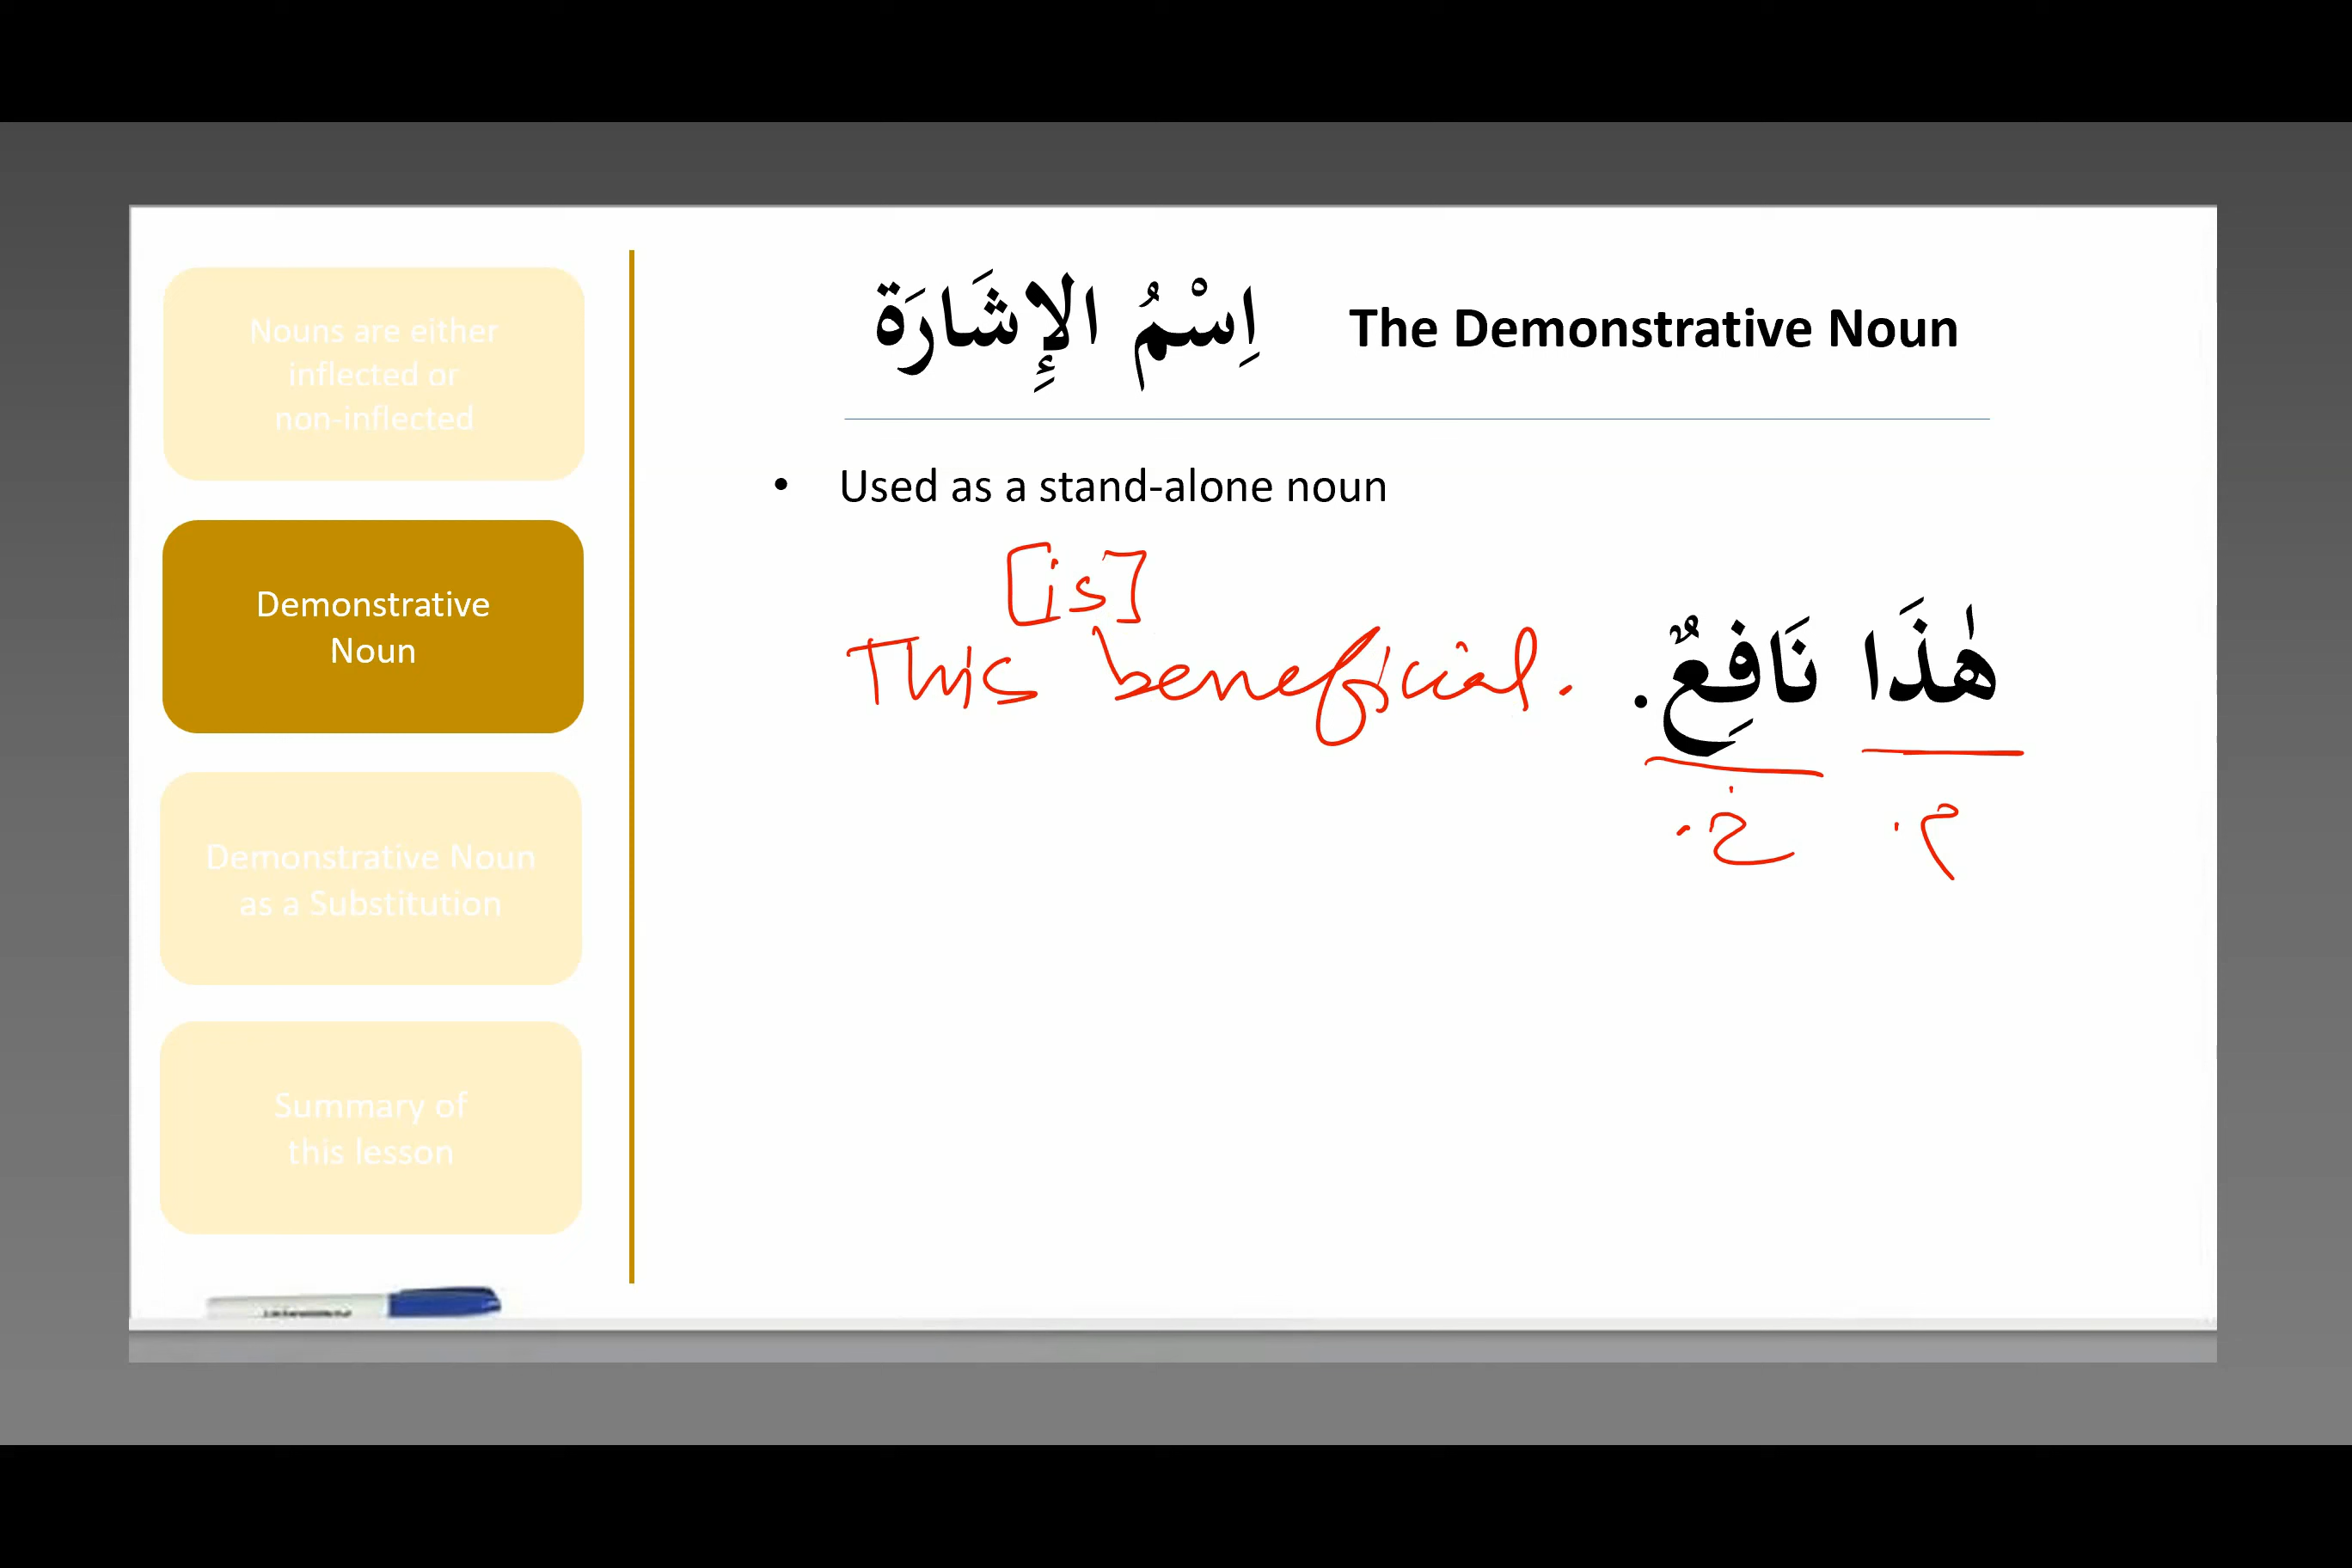 Nouns are either
inflected or
non-inflected
Demonstrative
Noun
Demonstrative Noun
as a Substitution
Summary of
this lesson
اِسْمُ الإِشَارَة The Demonstrative Noun
• Used as a stand-alone noun
[is]
This beneficial.
هٰذَا نَافِعٌ.
م. خ.